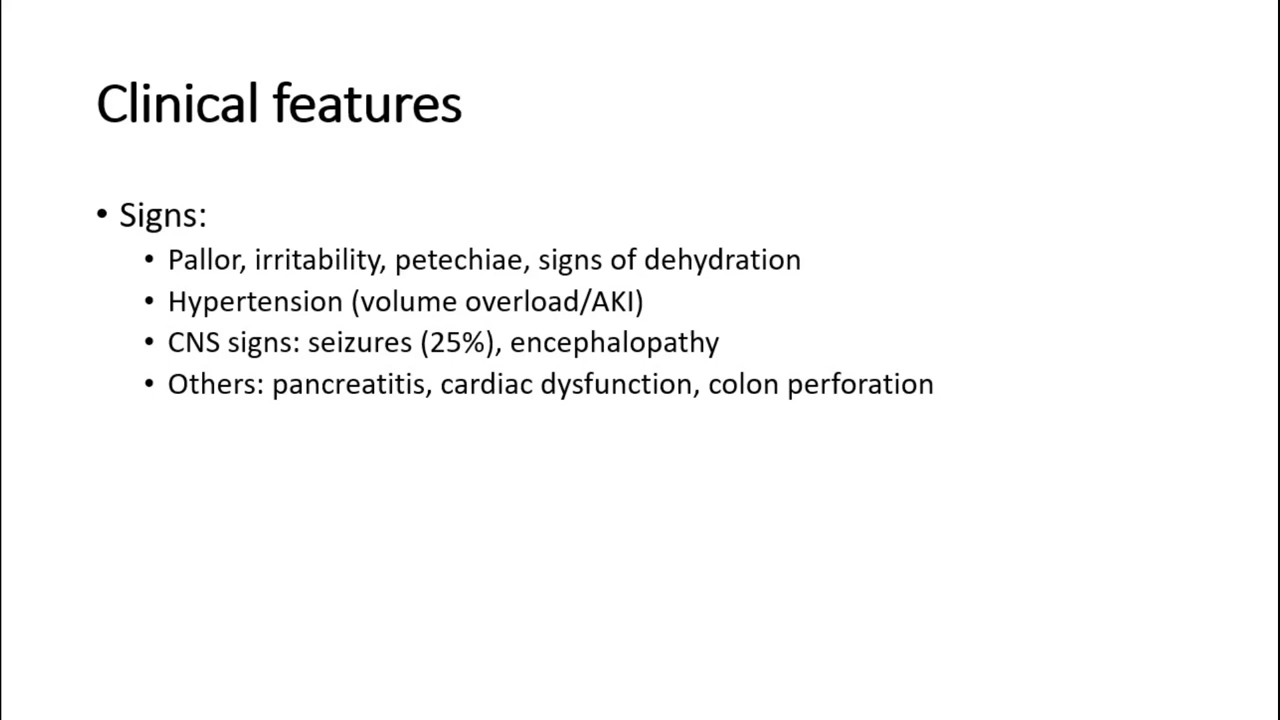 Clinical features
• Signs:
• Pallor, irritability, petechiae, signs of dehydration
• Hypertension (volume overload/AKI)
• CNS signs: seizures (25%), encephalopathy
• Others: pancreatitis, cardiac dysfunction, colon perforation